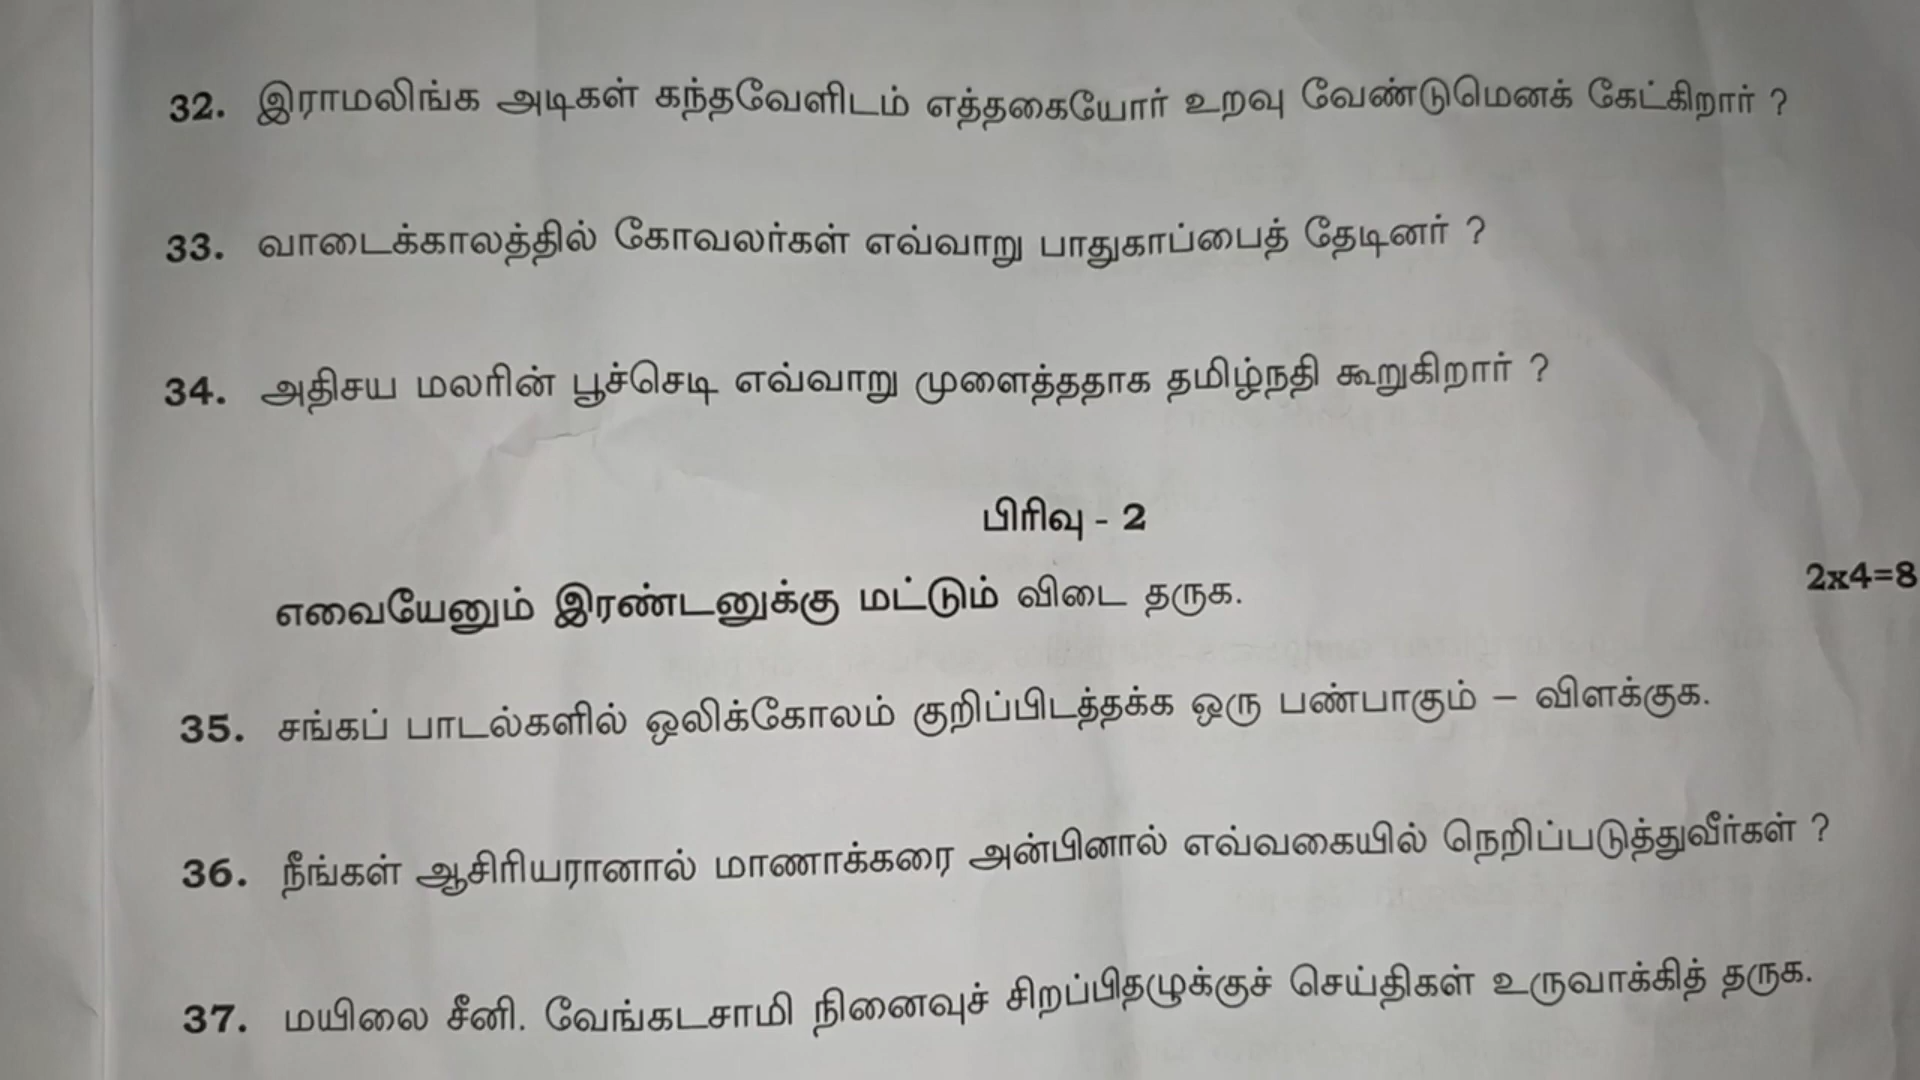 32. இராமலிங்க அடிகள் கந்தவேளிடம் எத்தகையோர் உறவு வேண்டுமெனக் கேட்கிறார் ?
33. வாடைக்காலத்தில் கோவலர்கள் எவ்வாறு பாதுகாப்பைத் தேடினர் ?
34. அதிசய மலரின் பூச்செடி எவ்வாறு முளைத்ததாக தமிழ்நதி கூறுகிறார் ?
பிரிவு - 2
எவையேனும் இரண்டனுக்கு மட்டும் விடை தருக. 2x4=8
35. சங்கப் பாடல்களில் ஒலிக்கோலம் குறிப்பிடத்தக்க ஒரு பண்பாகும் – விளக்குக.
36. நீங்கள் ஆசிரியரானால் மாணாக்கரை அன்பினால் எவ்வகையில் நெறிப்படுத்துவீர்கள் ?
37. மயிலை சீனி. வேங்கடசாமி நினைவுச் சிறப்பிதழுக்குச் செய்திகள் உருவாக்கித் தருக.